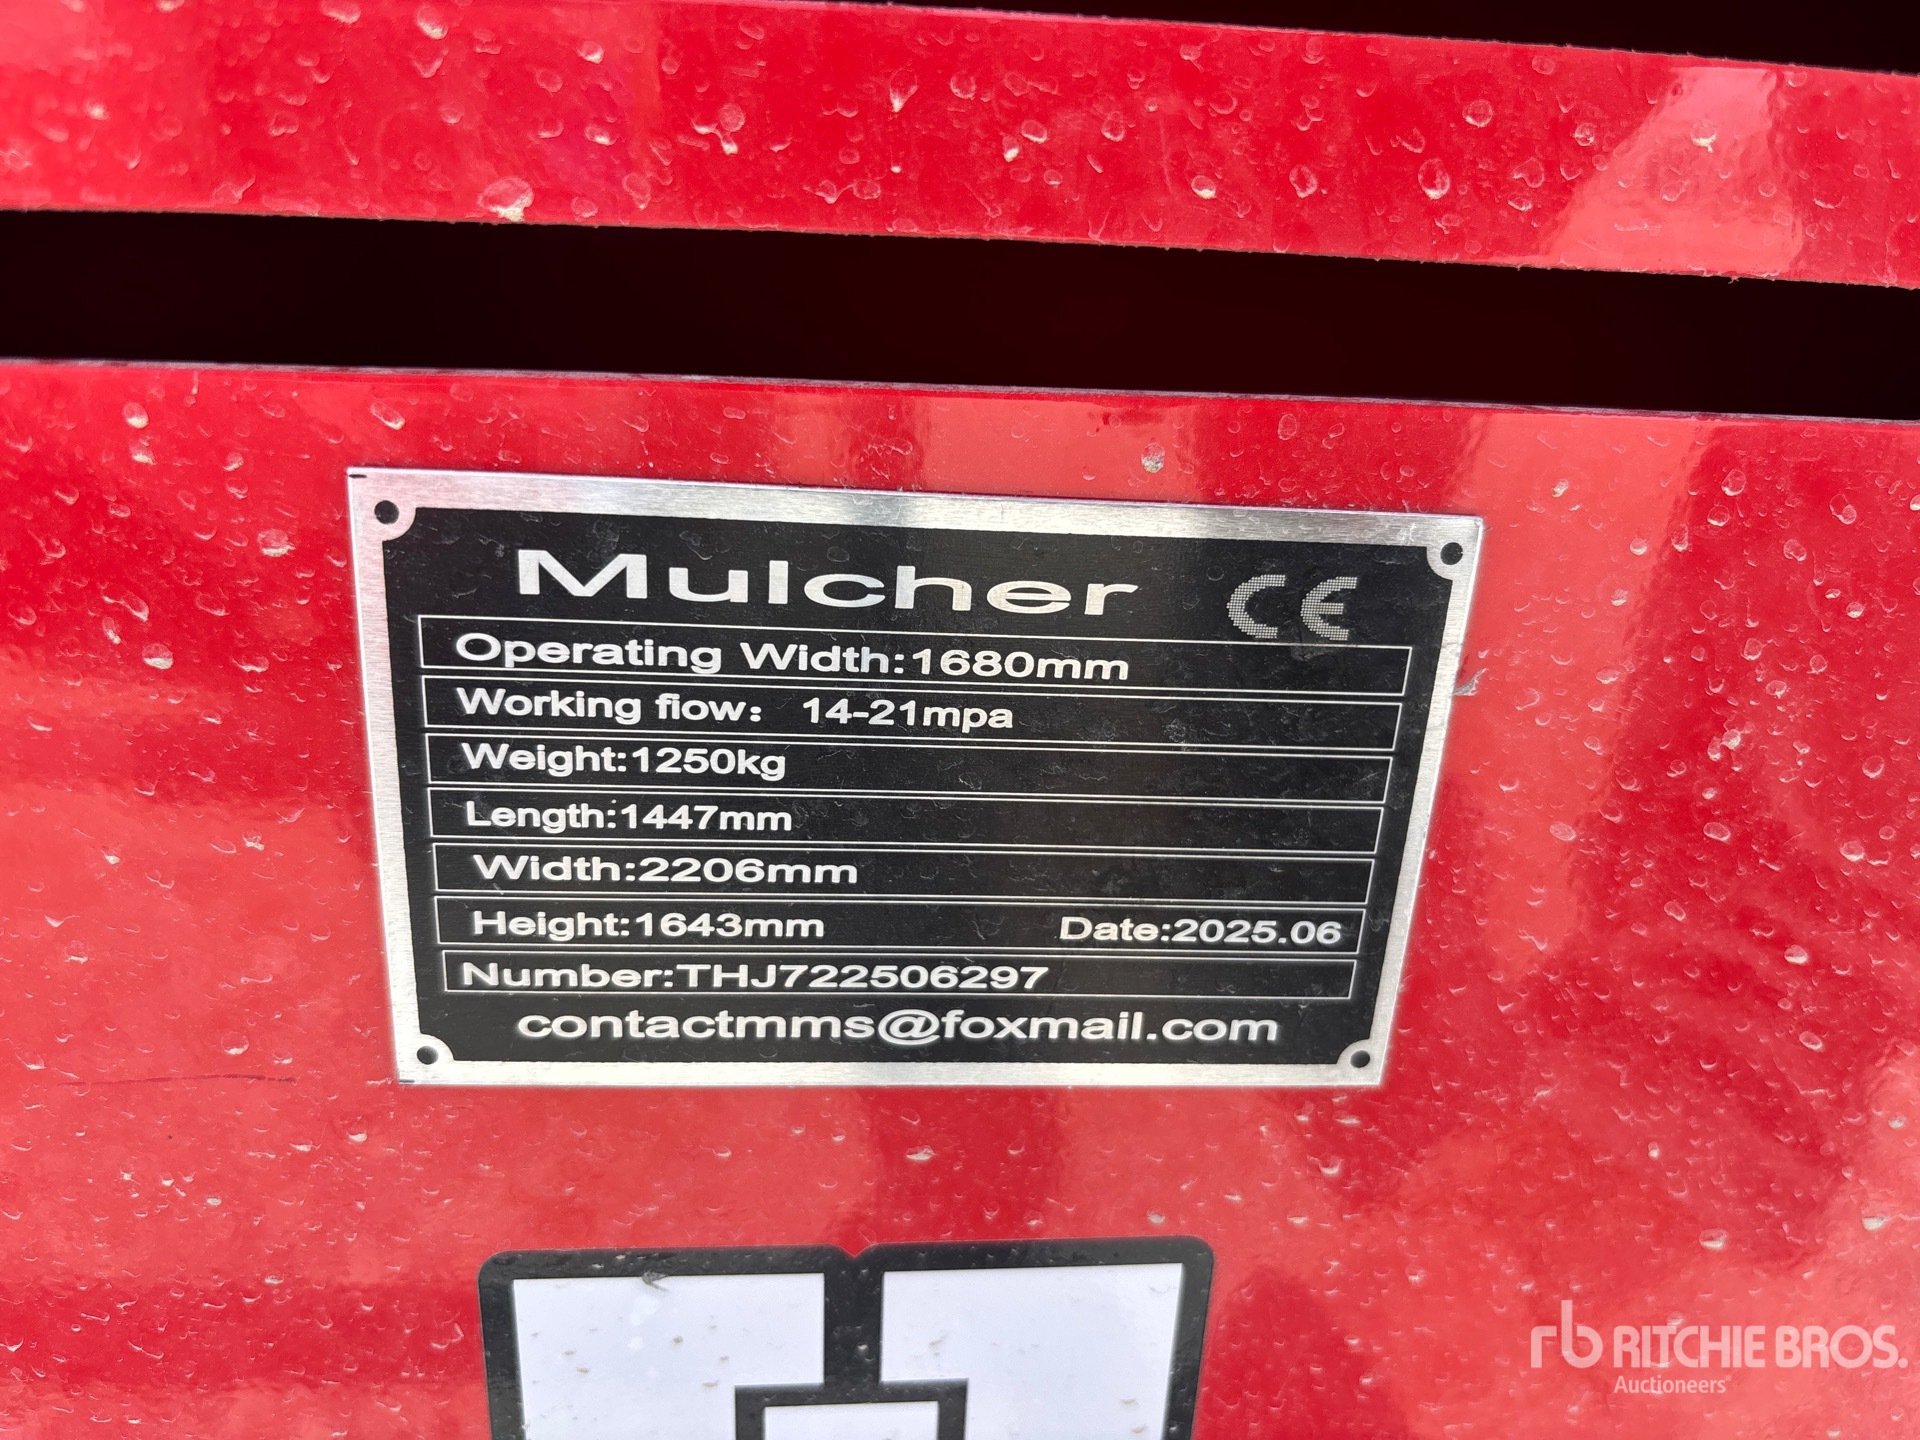 Mulcher CE
Operating Width:1680mm
Working flow: 14-21mpa
Weight:1250kg
Length:1447mm
Width:2206mm
Height:1643mm Date:2025.06
Number:THJ722506297
contactmms@foxmail.com
rb RITCHIE BROS.
Auctioneers